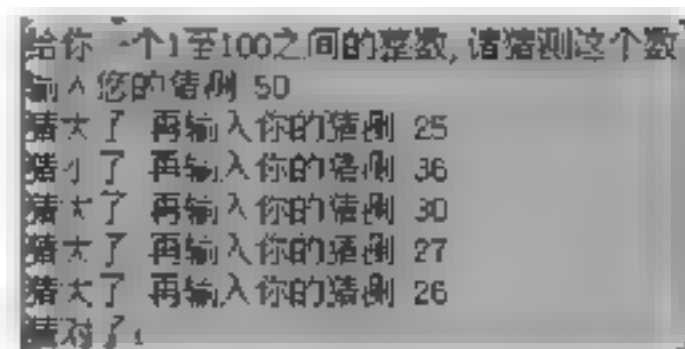 给你一个1至100之间的整数,请猜测这个数
输入您的猜测 50
猜大了 再输入你的猜测 25
猜小了 再输入你的猜测 36
猜大了 再输入你的猜测 30
猜大了 再输入你的猜测 27
猜大了 再输入你的猜测 26
猜对了!